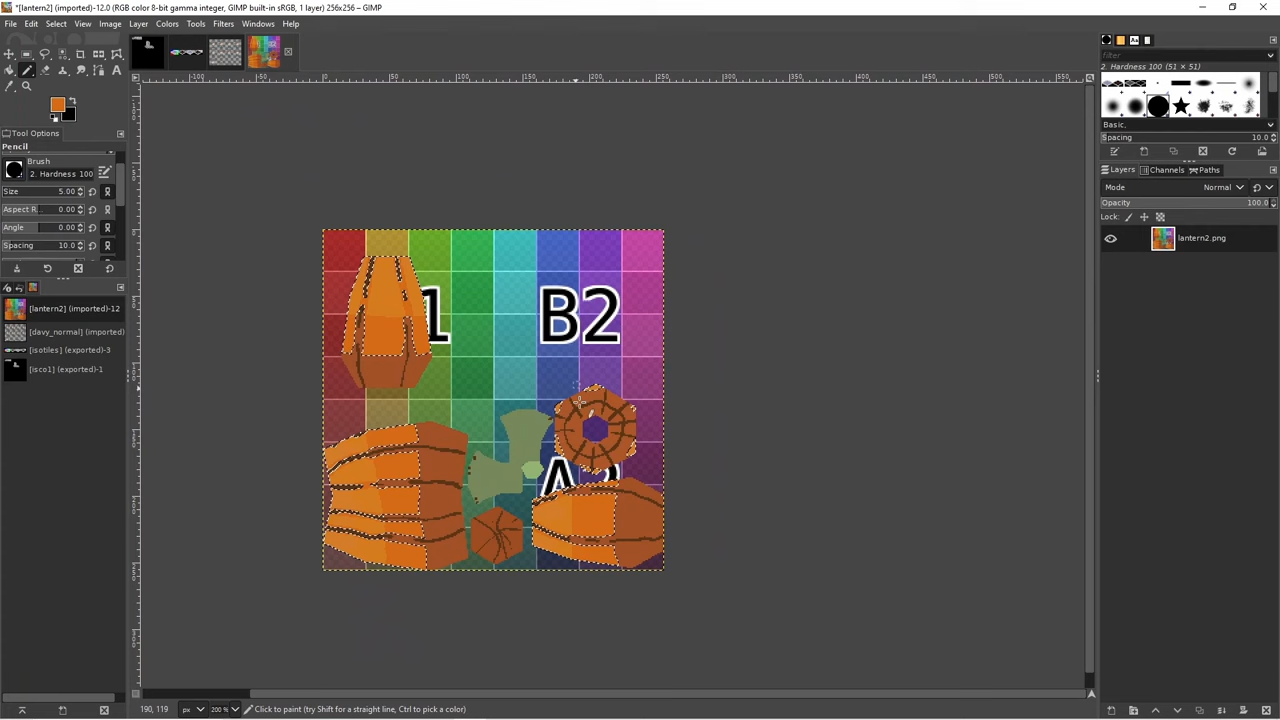 *[lantern2] (imported)-12.0 (RGB color 8-bit gamma integer, GIMP built-in sRGB, 1 layer) 256x256 – GIMP
File Edit Select View Image Layer Colors Tools Filters Windows Help
filter
2. Hardness 100 (51 × 51)
Tool Options
Pencil
Brush
2. Hardness 100
Size 5.00
Aspect R... 0.00
Angle 0.00
Spacing 10.0
Basic,
Spacing 10.0
Layers Channels Paths
Mode Normal
Opacity 100.0
Lock:
lantern2.png
[lantern2] (imported)-12
[davy_normal] (imported)
[isotiles] (exported)-3
[isco1] (exported)-1
1 B2
190, 119 px 200 % Click to paint (try Shift for a straight line, Ctrl to pick a color)